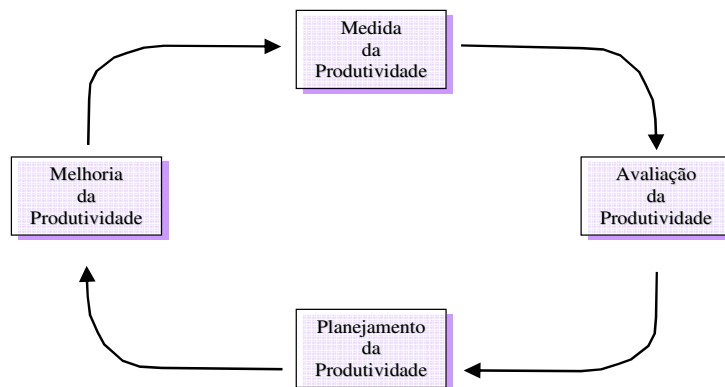 Medida
da
Produtividade
Melhoria
da
Produtividade
Avaliação
da
Produtividade
Planejamento
da
Produtividade